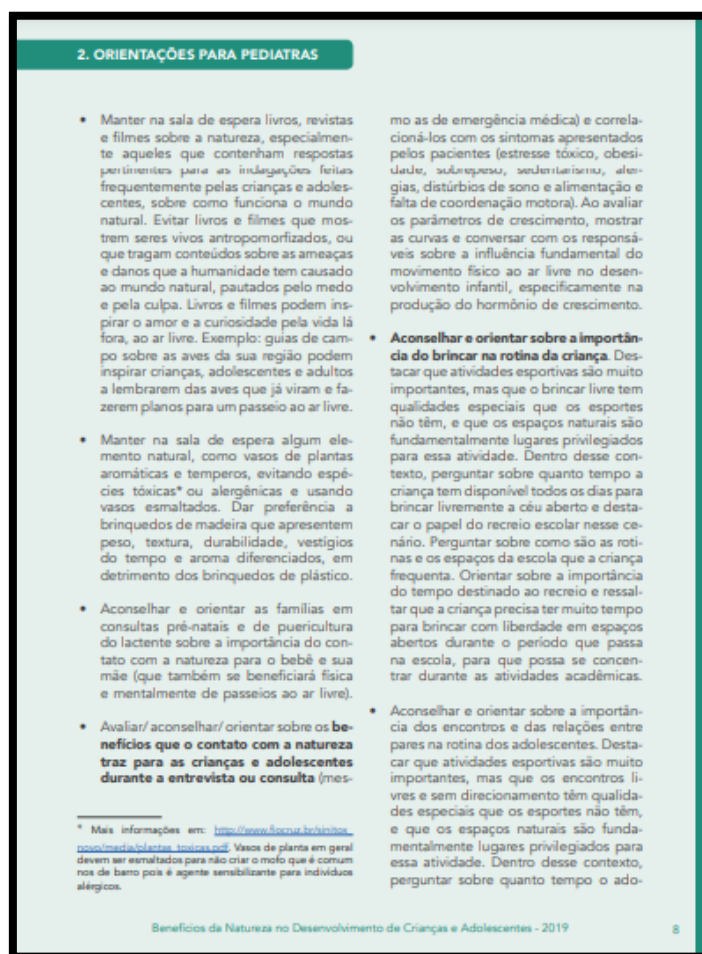 2. ORIENTAÇÕES PARA PEDIATRAS
• Manter na sala de espera livros, revistas
e filmes sobre a natureza, especialmen-
te aqueles que contenham respostas
pertinentes para as indagações feitas
frequentemente pelas crianças e adoles-
centes, sobre como funciona o mundo
natural. Evitar livros e filmes que mos-
trem seres vivos antropomorfizados, ou
que tragam conteúdos sobre as ameaças
e danos que a humanidade tem causado
ao mundo natural, pautados pelo medo
e pela culpa. Livros e filmes podem ins-
pirar o amor e a curiosidade pela vida lá
fora, ao ar livre. Exemplo: guias de cam-
po sobre as aves da sua região podem
inspirar crianças, adolescentes e adultos
a lembrarem das aves que já viram e fa-
zerem planos para um passeio ao ar livre.
• Manter na sala de espera algum ele-
mento natural, como vasos de plantas
aromáticas e temperos, evitando espé-
cies tóxicas* ou alergênicas e usando
vasos esmaltados. Dar preferência a
brinquedos de madeira que apresentem
peso, textura, durabilidade, vestígios
do tempo e aroma diferenciados, em
detrimento dos brinquedos de plástico.
• Aconselhar e orientar as famílias em
consultas pré-natais e de puericultura
do lactente sobre a importância do con-
tato com a natureza para o bebê e sua
mãe (que também se beneficiará física
e mentalmente de passeios ao ar livre).
• Avaliar/ aconselhar/ orientar sobre os be-
nefícios que o contato com a natureza
traz para as crianças e adolescentes
durante a entrevista ou consulta (mes-
* Mais informações em: http://www.fiocruz.br/sinitox_
novo/media/plantas_toxicas.pdf. Vasos de planta em geral
devem ser esmaltados para não criar o mofo que é comum
nos de barro pois é agente sensibilizante para indivíduos
alérgicos.
mo as de emergência médica) e correla-
cioná-los com os sintomas apresentados
pelos pacientes (estresse tóxico, obesi-
dade, sobrepeso, sedentarismo, aler-
gias, distúrbios de sono e alimentação e
falta de coordenação motora). Ao avaliar
os parâmetros de crescimento, mostrar
as curvas e conversar com os responsá-
veis sobre a influência fundamental do
movimento físico ao ar livre no desen-
volvimento infantil, especificamente na
produção do hormônio de crescimento.
• Aconselhar e orientar sobre a importân-
cia do brincar na rotina da criança. Des-
tacar que atividades esportivas são muito
importantes, mas que o brincar livre tem
qualidades especiais que os esportes
não têm, e que os espaços naturais são
fundamentalmente lugares privilegiados
para essa atividade. Dentro desse con-
texto, perguntar sobre quanto tempo a
criança tem disponível todos os dias para
brincar livremente a céu aberto e desta-
car o papel do recreio escolar nesse ce-
nário. Perguntar sobre como são as roti-
nas e os espaços da escola que a criança
frequenta. Orientar sobre a importância
do tempo destinado ao recreio e ressal-
tar que a criança precisa ter muito tempo
para brincar com liberdade em espaços
abertos durante o período que passa
na escola, para que possa se concen-
trar durante as atividades acadêmicas.
• Aconselhar e orientar sobre a importân-
cia dos encontros e das relações entre
pares na rotina dos adolescentes. Desta-
car que atividades esportivas são muito
importantes, mas que os encontros li-
vres e sem direcionamento têm qualida-
des especiais que os esportes não têm,
e que os espaços naturais são funda-
mentalmente lugares privilegiados para
essa atividade. Dentro desse contexto,
perguntar sobre quanto tempo o ado-
Benefícios da Natureza no Desenvolvimento de Crianças e Adolescentes - 2019 8